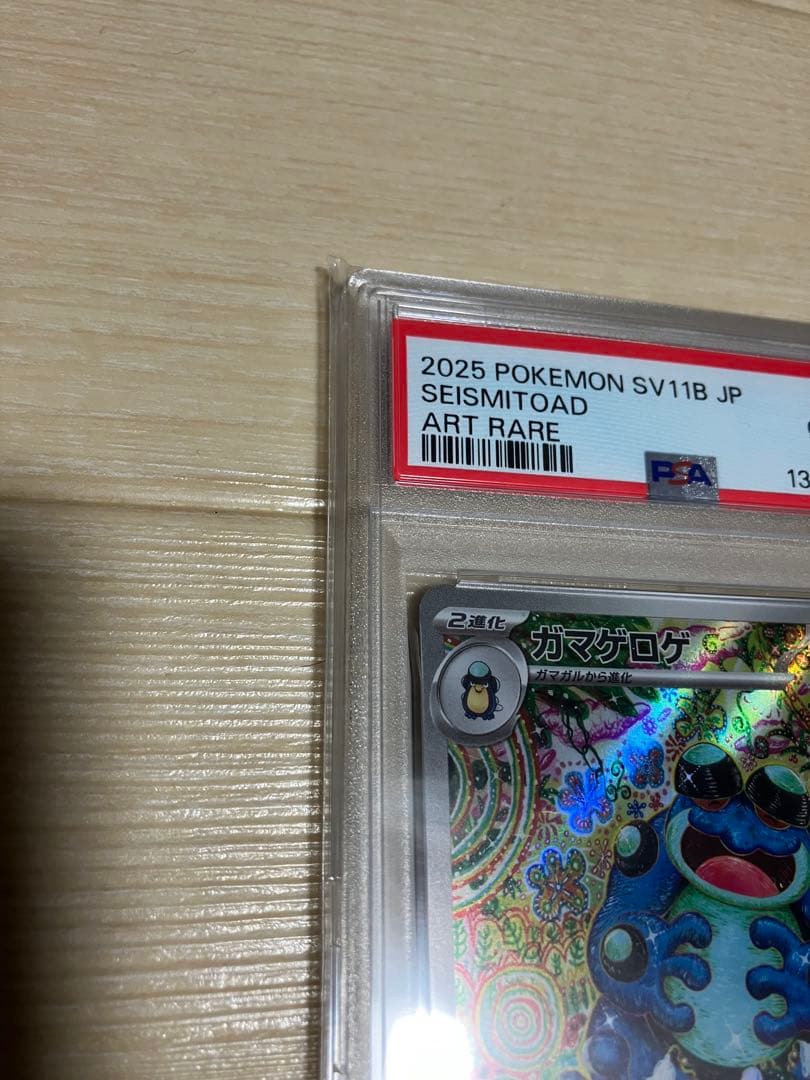 2025 POKEMON SV11B JP
SEISMITOAD
ART RARE
PSA
13
2進化
ガマゲロゲ
ガマガルから進化